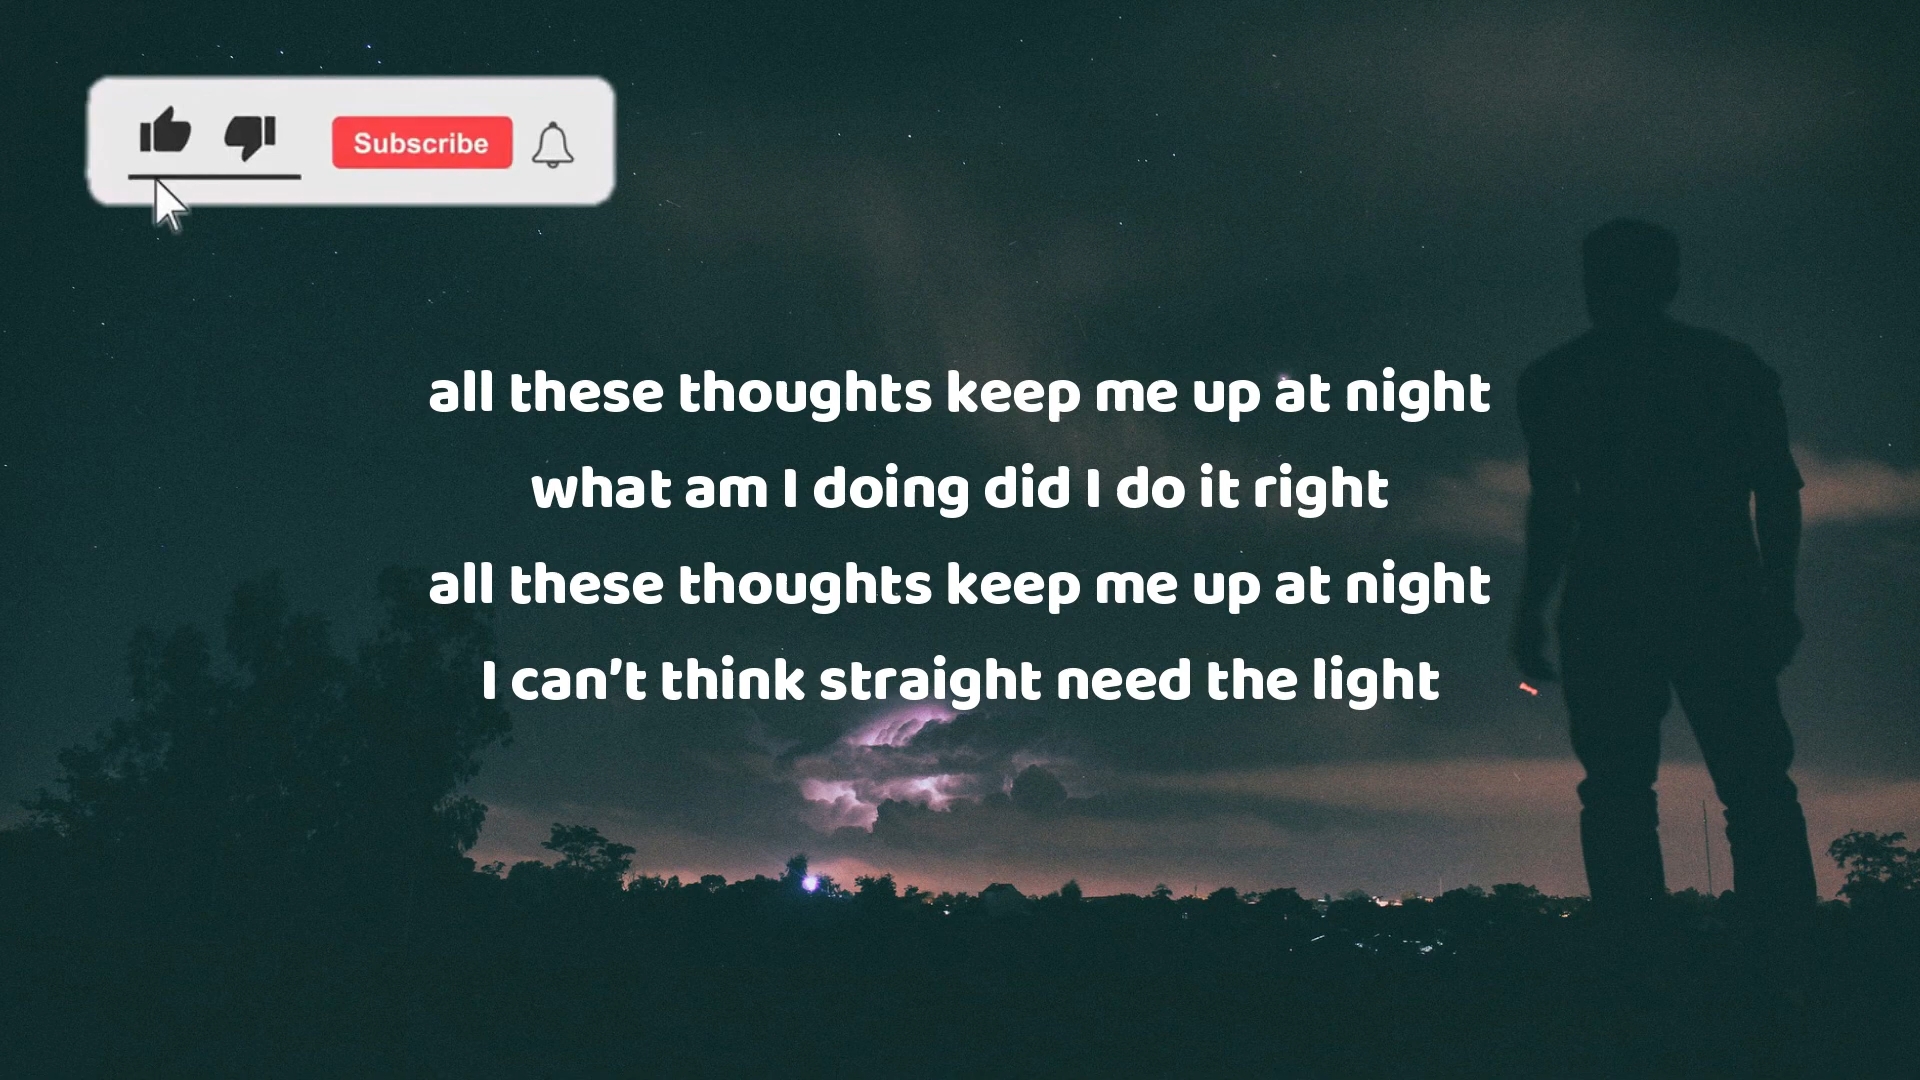 Subscribe
all these thoughts keep me up at night
what am I doing did I do it right
all these thoughts keep me up at night
I can’t think straight need the light